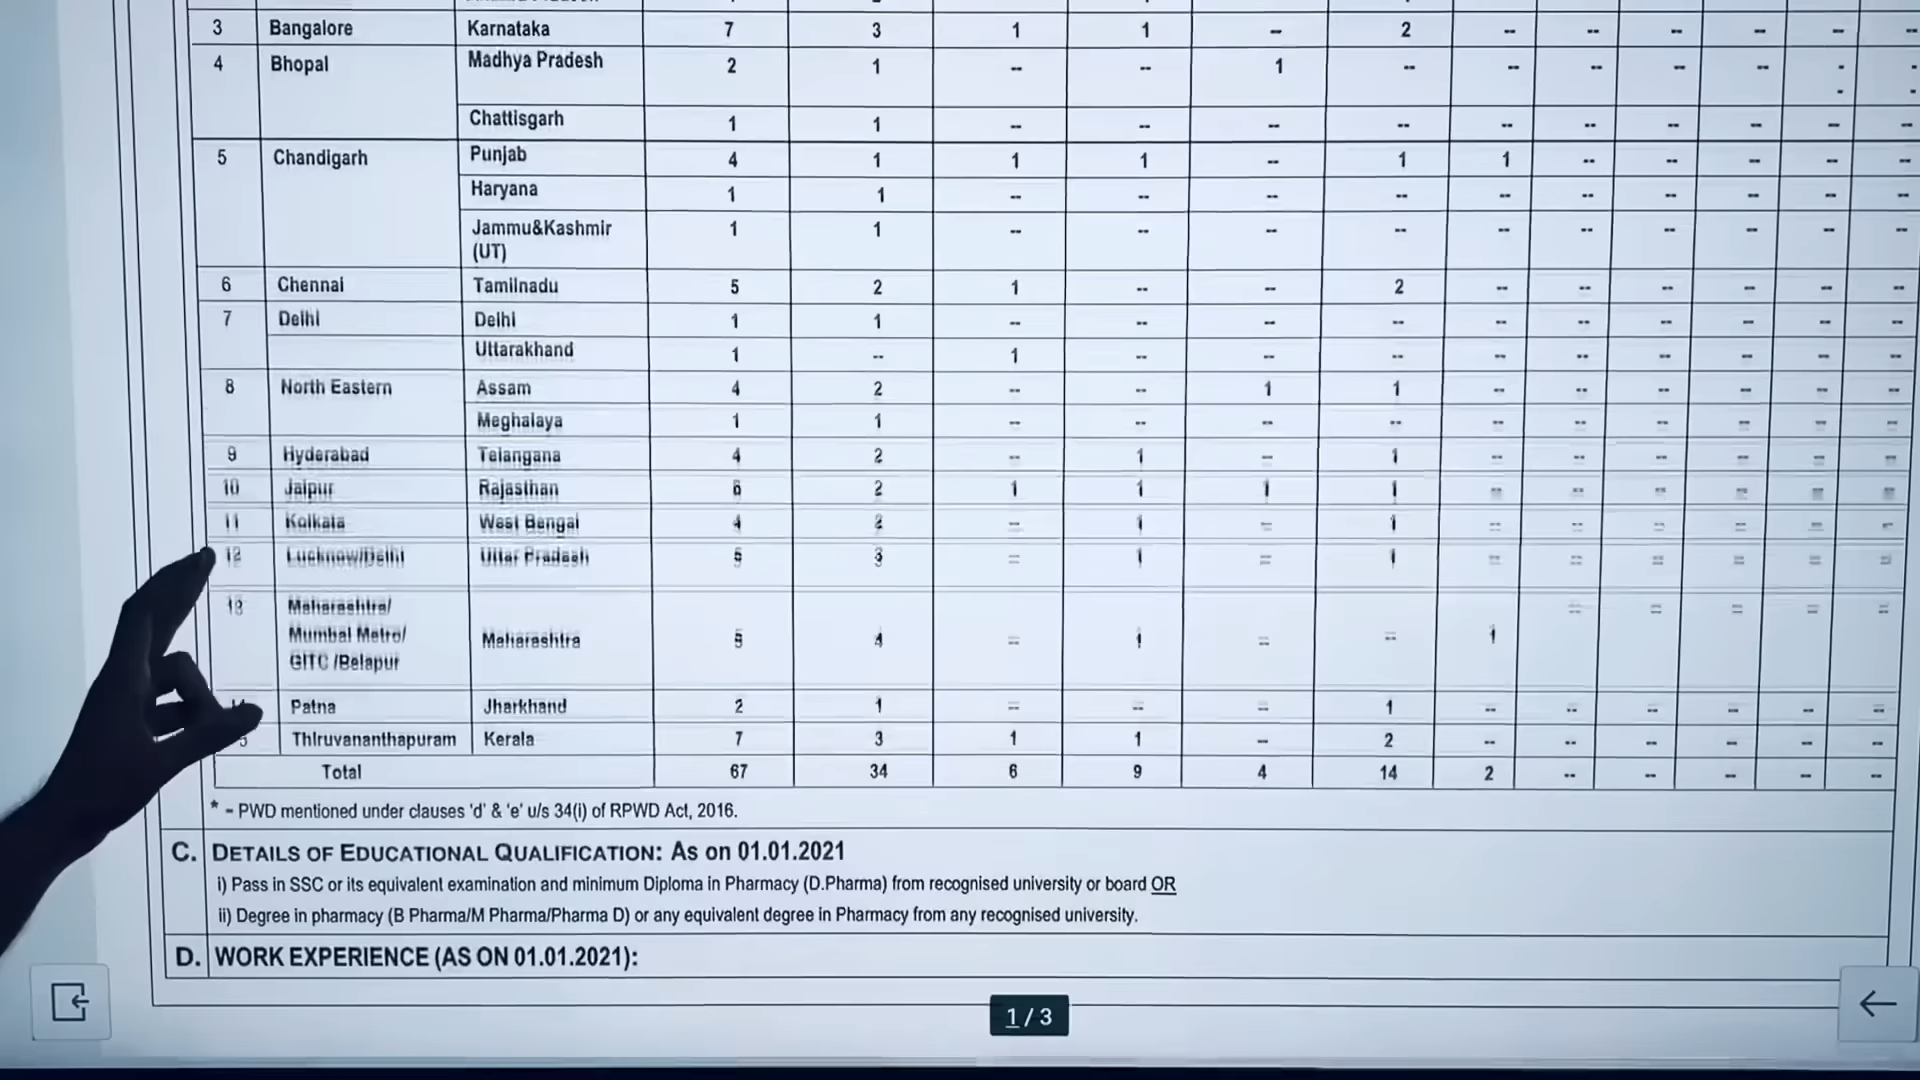 3 Bangalore Karnataka 7 3 1 1 -- 2 -- -- -- -- -- --
4 Bhopal Madhya Pradesh 2 1 -- -- 1 -- -- -- -- --
Chattisgarh 1 1 -- -- -- -- -- -- -- -- -- --
5 Chandigarh Punjab 4 1 1 1 -- 1 1 -- -- -- -- --
Haryana 1 1 -- -- -- -- -- -- -- -- -- --
Jammu&Kashmir 1 1 -- -- -- -- -- -- -- -- -- --
(UT)
6 Chennai Tamilnadu 5 2 1 -- -- 2 -- -- -- -- -- --
7 Delhi Delhi 1 1 -- -- -- -- -- -- -- -- -- --
Uttarakhand 1 -- 1 -- -- -- -- -- -- -- -- --
8 North Eastern Assam 4 2 -- -- 1 1 -- -- -- -- -- --
Meghalaya 1 1 -- -- -- -- -- -- -- -- -- --
9 Hyderabad Telangana 4 2 -- 1 -- 1 -- -- -- -- -- --
10 Jaipur Rajasthan 6 2 1 1 1 1 -- -- -- -- -- --
11 Kolkata West Bengal 4 2 -- 1 -- 1 -- -- -- -- -- --
12 Lucknow/Delhi Uttar Pradesh 5 3 -- 1 -- 1 -- -- -- -- -- --
13 Maharashtra/
Mumbai Metro/ Maharashtra 5 4 -- 1 -- -- 1 -- -- -- -- --
GITC /Belapur
Patna Jharkhand 2 1 -- -- -- 1 -- -- -- -- -- --
Thiruvananthapuram Kerala 7 3 1 1 -- 2 -- -- -- -- -- --
Total 67 34 6 9 4 14 2 -- -- -- -- --
* – PWD mentioned under clauses 'd' & 'e' u/s 34(i) of RPWD Act, 2016.
C. DETAILS OF EDUCATIONAL QUALIFICATION: As on 01.01.2021
i) Pass in SSC or its equivalent examination and minimum Diploma in Pharmacy (D.Pharma) from recognised university or board OR
ii) Degree in pharmacy (B Pharma/M Pharma/Pharma D) or any equivalent degree in Pharmacy from any recognised university.
D. WORK EXPERIENCE (AS ON 01.01.2021):
1 / 3